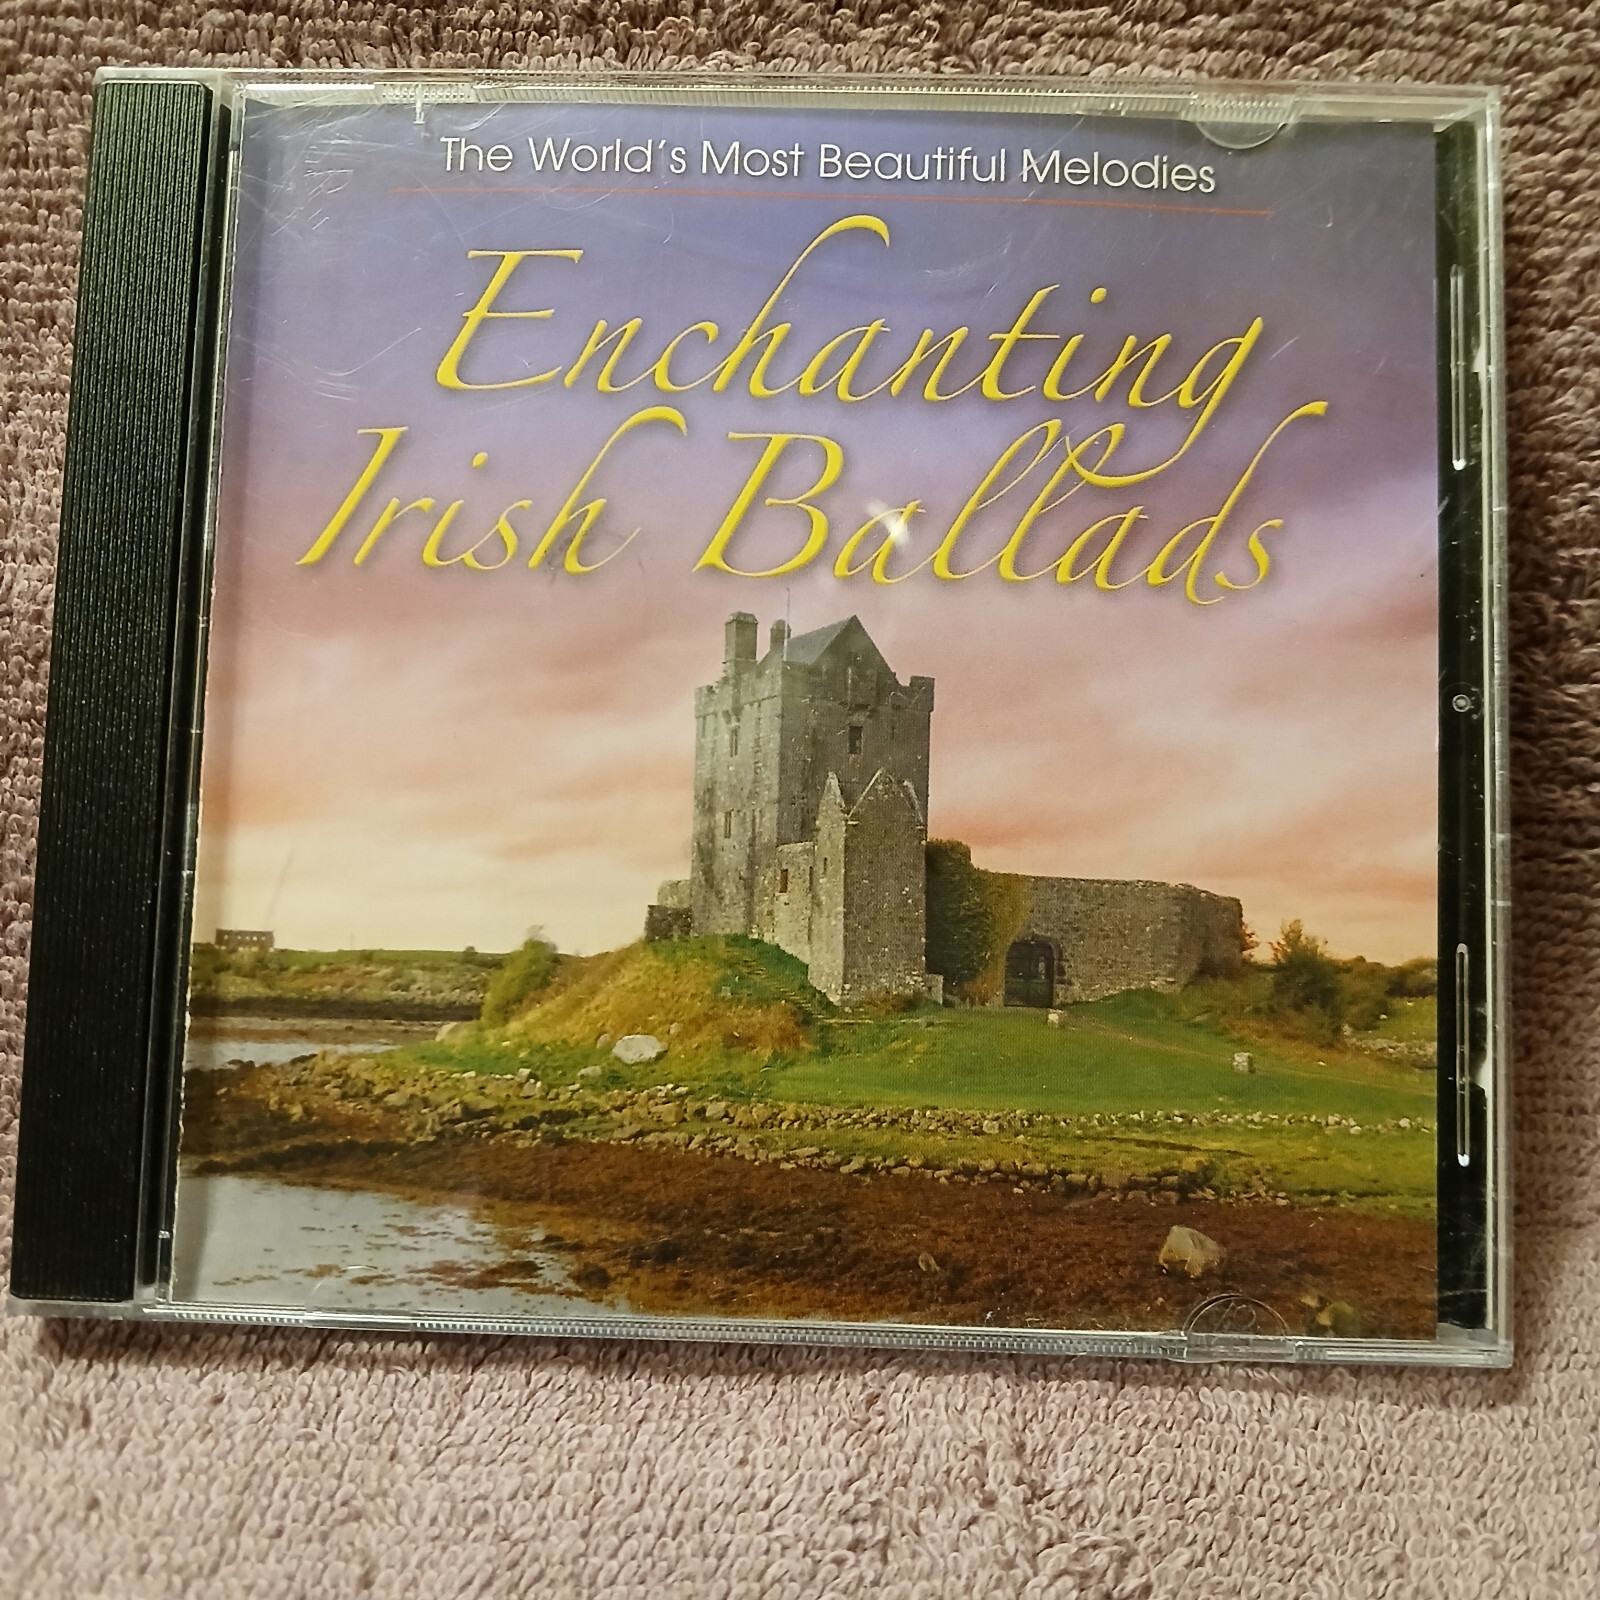 The World's Most Beautiful Melodies
Enchanting
Irish Ballads